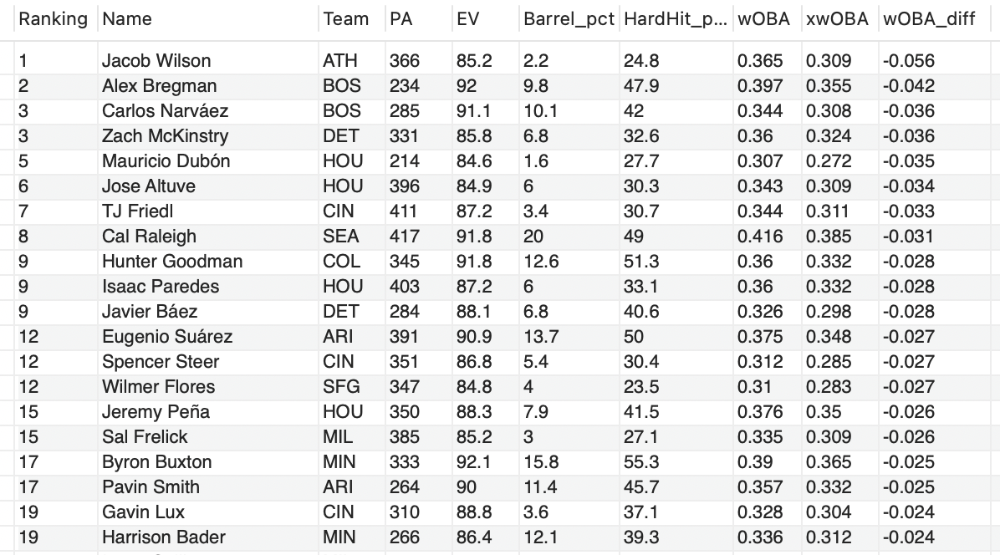 Ranking Name Team PA EV Barrel_pct HardHit_p... wOBA xwOBA wOBA_diff
1 Jacob Wilson ATH 366 85.2 2.2 24.8 0.365 0.309 -0.056
2 Alex Bregman BOS 234 92 9.8 47.9 0.397 0.355 -0.042
3 Carlos Narváez BOS 285 91.1 10.1 42 0.344 0.308 -0.036
3 Zach McKinstry DET 331 85.8 6.8 32.6 0.36 0.324 -0.036
5 Mauricio Dubón HOU 214 84.6 1.6 27.7 0.307 0.272 -0.035
6 Jose Altuve HOU 396 84.9 6 30.3 0.343 0.309 -0.034
7 TJ Friedl CIN 411 87.2 3.4 30.7 0.344 0.311 -0.033
8 Cal Raleigh SEA 417 91.8 20 49 0.416 0.385 -0.031
9 Hunter Goodman COL 345 91.8 12.6 51.3 0.36 0.332 -0.028
9 Isaac Paredes HOU 403 87.2 6 33.1 0.36 0.332 -0.028
9 Javier Báez DET 284 88.1 6.8 40.6 0.326 0.298 -0.028
12 Eugenio Suárez ARI 391 90.9 13.7 50 0.375 0.348 -0.027
12 Spencer Steer CIN 351 86.8 5.4 30.4 0.312 0.285 -0.027
12 Wilmer Flores SFG 347 84.8 4 23.5 0.31 0.283 -0.027
15 Jeremy Peña HOU 350 88.3 7.9 41.5 0.376 0.35 -0.026
15 Sal Frelick MIL 385 85.2 3 27.1 0.335 0.309 -0.026
17 Byron Buxton MIN 333 92.1 15.8 55.3 0.39 0.365 -0.025
17 Pavin Smith ARI 264 90 11.4 45.7 0.357 0.332 -0.025
19 Gavin Lux CIN 310 88.8 3.6 37.1 0.328 0.304 -0.024
19 Harrison Bader MIN 266 86.4 12.1 39.3 0.336 0.312 -0.024